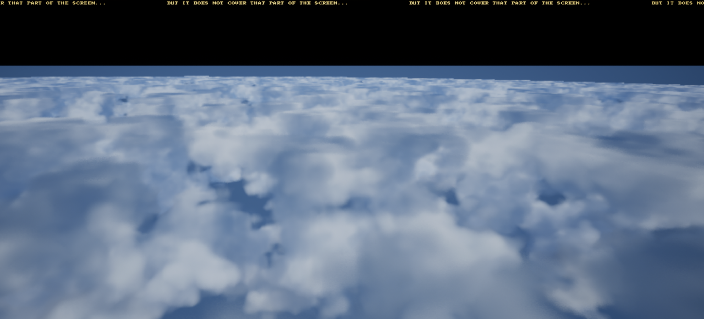 R THAT PART OF THE SCREEN... BUT IT DOES NOT COVER THAT PART OF THE SCREEN... BUT IT DOES NOT COVER THAT PART OF THE SCREEN... BUT IT DOES NO